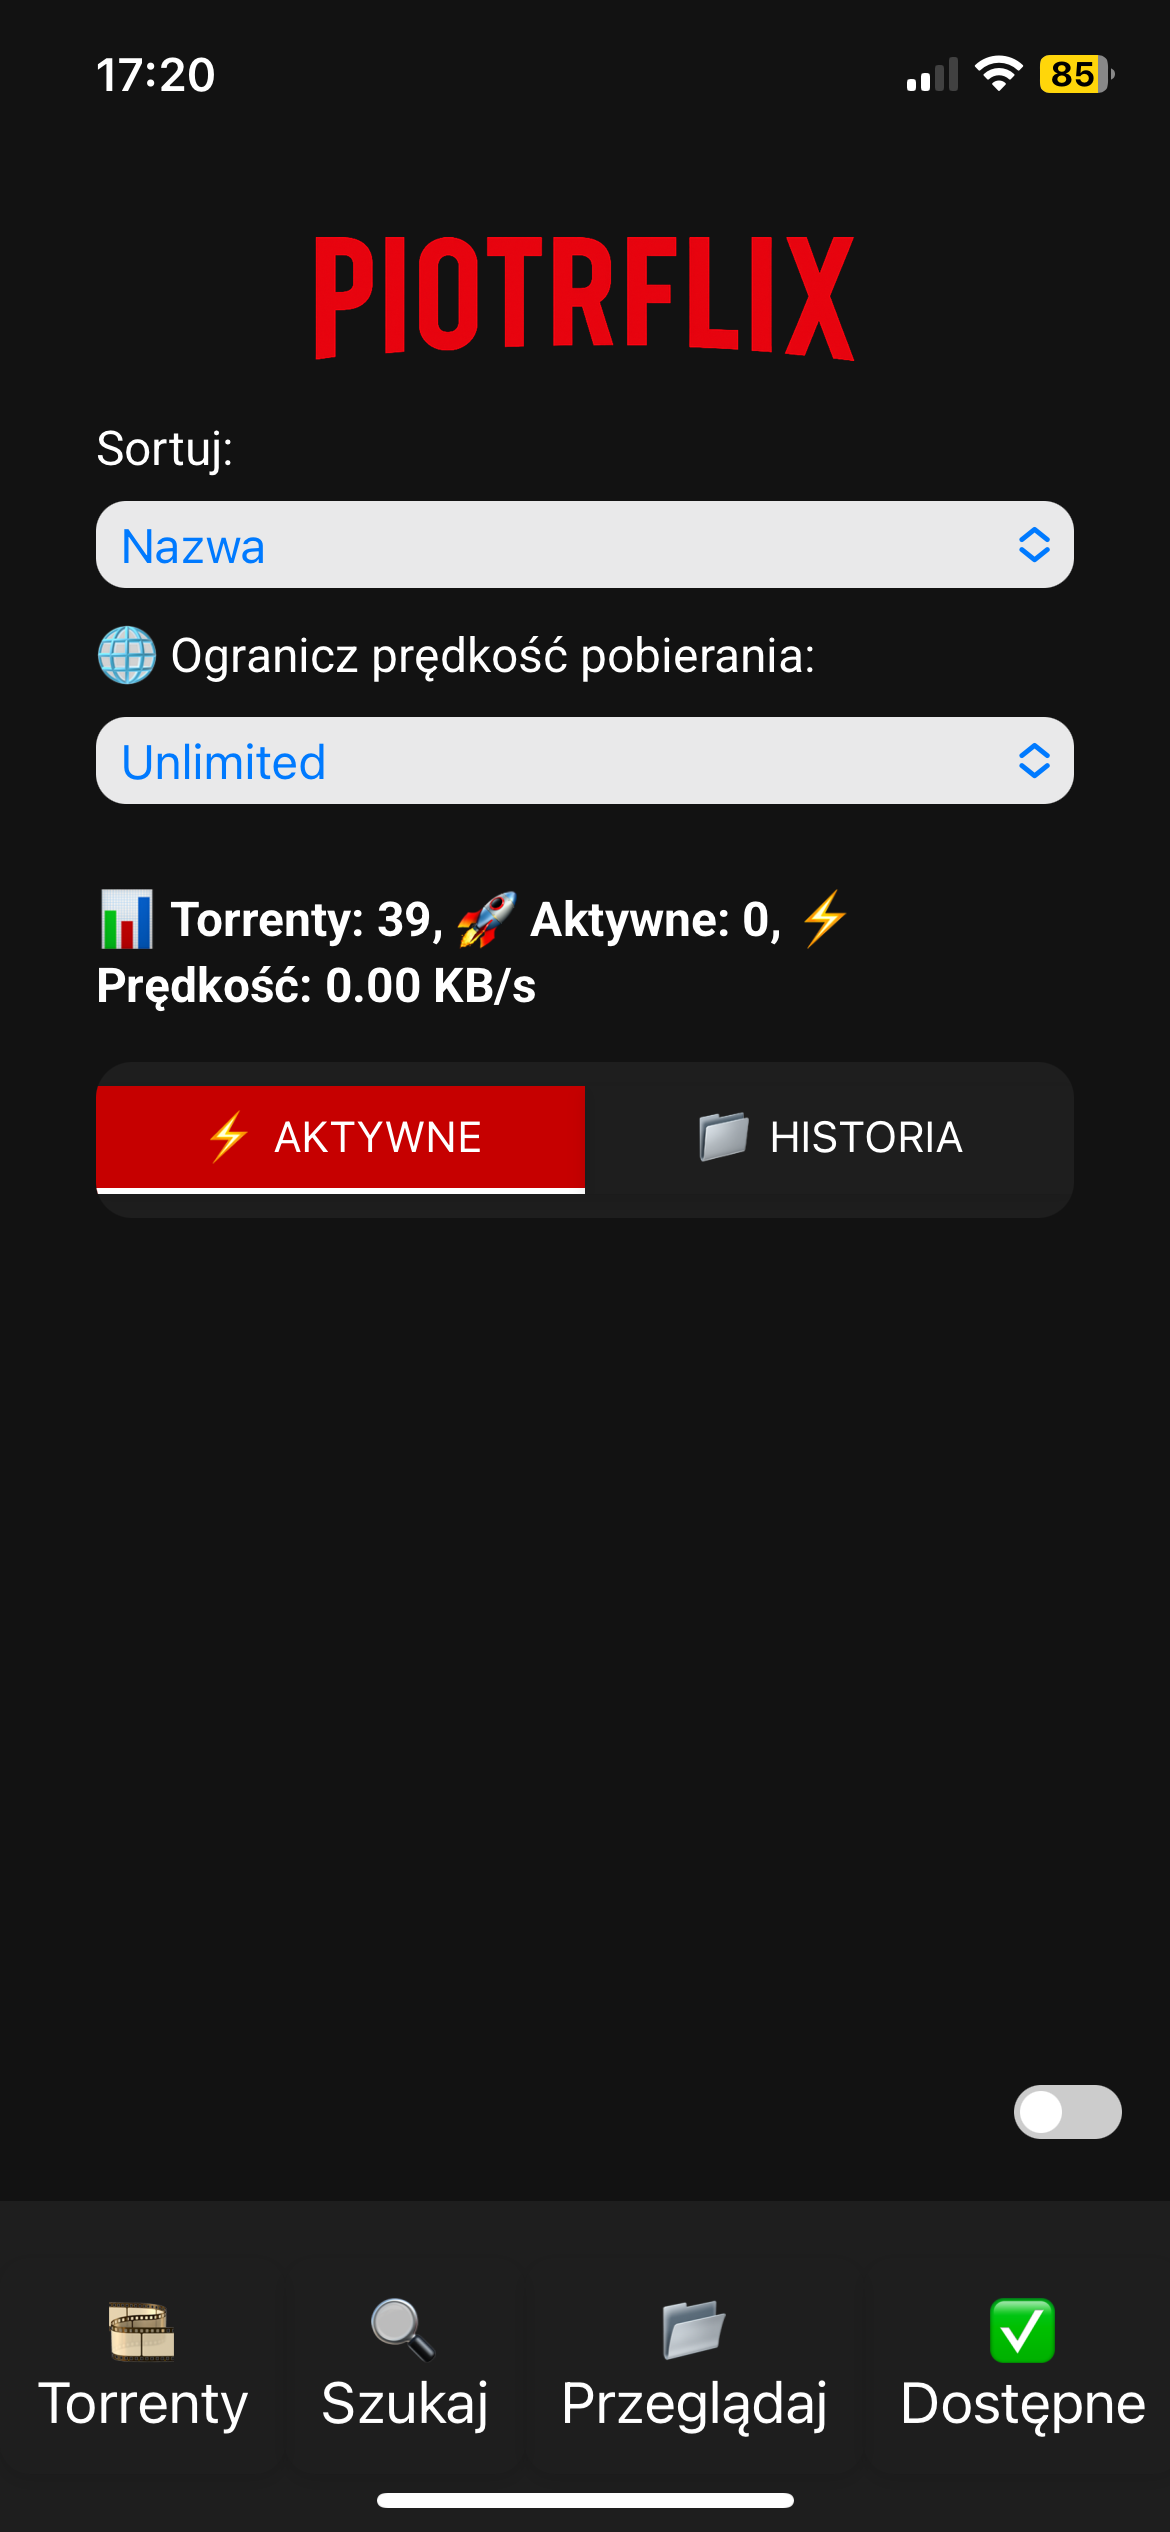 17:20
85
PIOTRFLIX
Sortuj:
Nazwa
🌐 Ogranicz prędkość pobierania:
Unlimited
📊 Torrenty: 39, 🚀 Aktywne: 0, ⚡
Prędkość: 0.00 KB/s
⚡ AKTYWNE
📁 HISTORIA
Torrenty
Szukaj
Przeglądaj
Dostępne